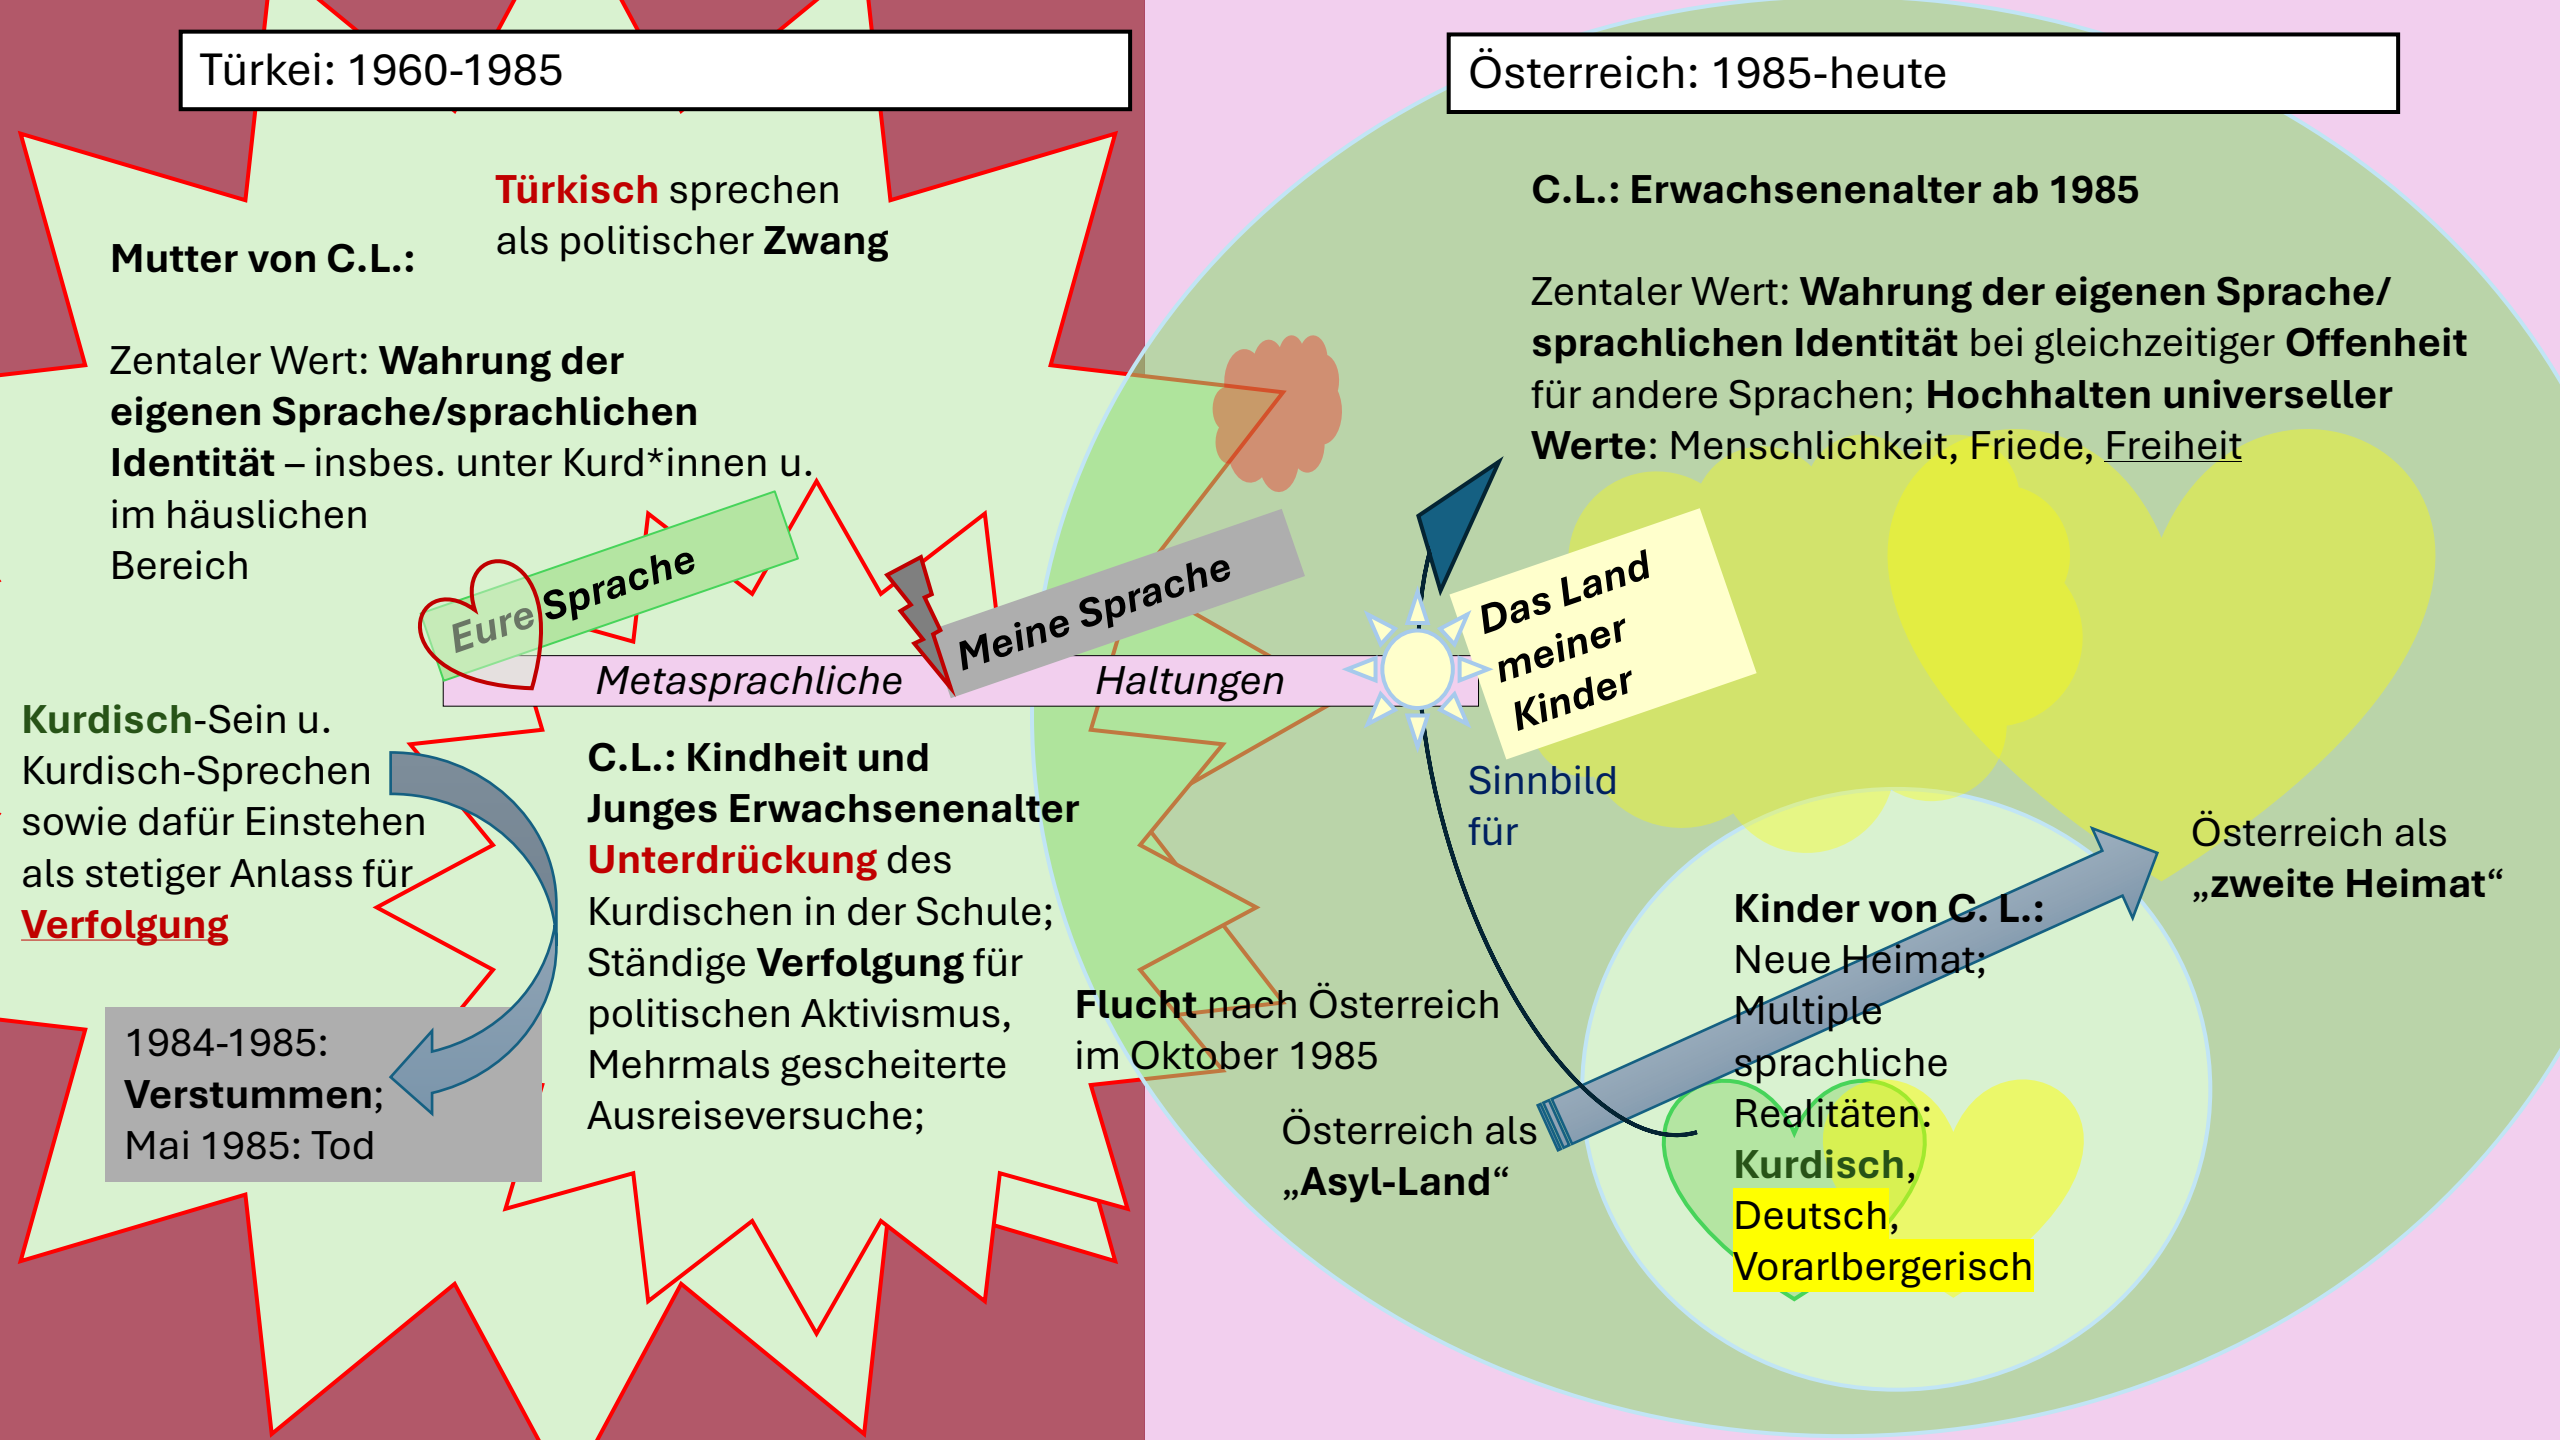 Türkei: 1960-1985
Türkisch sprechen
als politischer Zwang
Mutter von C.L.:
Zentaler Wert: Wahrung der
eigenen Sprache/sprachlichen
Identität – insbes. unter Kurd*innen u.
im häuslichen
Bereich
Eure Sprache
Meine Sprache
Metasprachliche Haltungen
Kurdisch-Sein u.
Kurdisch-Sprechen
sowie dafür Einstehen
als stetiger Anlass für
Verfolgung
1984-1985:
Verstummen;
Mai 1985: Tod
C.L.: Kindheit und
Junges Erwachsenenalter
Unterdrückung des
Kurdischen in der Schule;
Ständige Verfolgung für
politischen Aktivismus,
Mehrmals gescheiterte
Ausreiseversuche;
Flucht nach Österreich
im Oktober 1985
Österreich: 1985-heute
C.L.: Erwachsenenalter ab 1985
Zentaler Wert: Wahrung der eigenen Sprache/
sprachlichen Identität bei gleichzeitiger Offenheit
für andere Sprachen; Hochhalten universeller
Werte: Menschlichkeit, Friede, Freiheit
Das Land
meiner
Kinder
Sinnbild
für
Österreich als
„Asyl-Land“
Österreich als
„zweite Heimat“
Kinder von C. L.:
Neue Heimat;
Multiple
sprachliche
Realitäten:
Kurdisch,
Deutsch,
Vorarlbergerisch